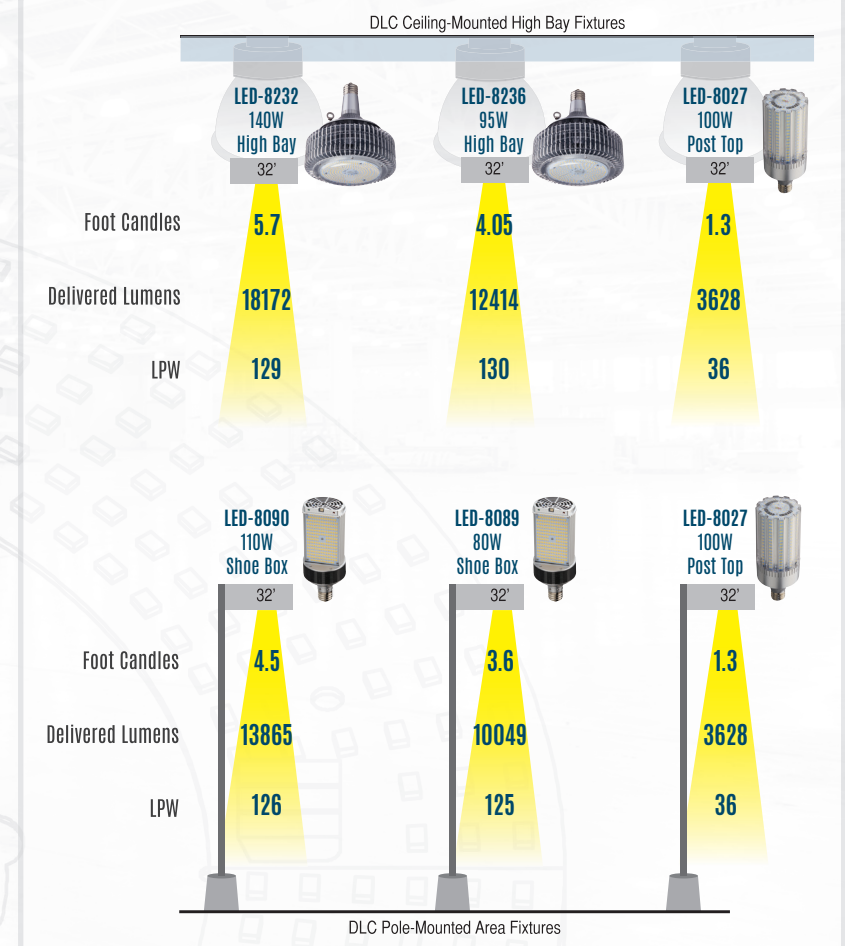 DLC Ceiling-Mounted High Bay Fixtures
LED-8232
140W
High Bay
32'
LED-8236
95W
High Bay
32'
LED-8027
100W
Post Top
32'
Foot Candles 5.7 4.05 1.3
Delivered Lumens 18172 12414 3628
LPW 129 130 36
LED-8090
110W
Shoe Box
32'
LED-8089
80W
Shoe Box
32'
LED-8027
100W
Post Top
32'
Foot Candles 4.5 3.6 1.3
Delivered Lumens 13865 10049 3628
LPW 126 125 36
DLC Pole-Mounted Area Fixtures